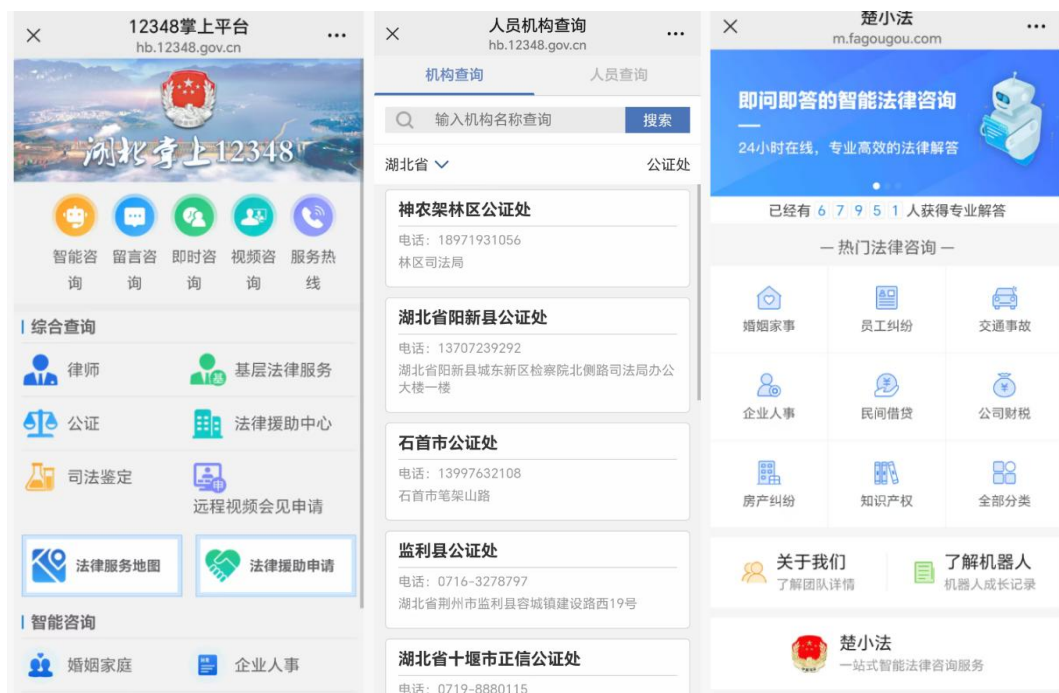 12348掌上平台
hb.12348.gov.cn
湖北掌上12348
智能咨询
留言咨询
即时咨询
视频咨询
服务热线
综合查询
律师
基层法律服务
公证
法律援助中心
司法鉴定
远程视频会见申请
法律服务地图
法律援助申请
智能咨询
婚姻家庭
企业人事
人员机构查询
hb.12348.gov.cn
机构查询 人员查询
输入机构名称查询 搜索
湖北省 公证处
神农架林区公证处
电话: 18971931056
林区司法局
湖北省阳新县公证处
电话: 13707239292
湖北省阳新县城东新区检察院北侧路司法局办公
大楼一楼
石首市公证处
电话: 13997632108
石首市笔架山路
监利县公证处
电话: 0716-3278797
湖北省荆州市监利县容城镇建设路西19号
湖北省十堰市正信公证处
电话: 0719-8880115
楚小法
m.fagougou.com
即问即答的智能法律咨询
24小时在线，专业高效的法律解答
已经有 6 7 9 5 1 人获得专业解答
热门法律咨询
婚姻家事 员工纠纷 交通事故
企业人事 民间借贷 公司财税
房产纠纷 知识产权 全部分类
关于我们
了解团队详情
了解机器人
机器人成长记录
楚小法
一站式智能法律咨询服务